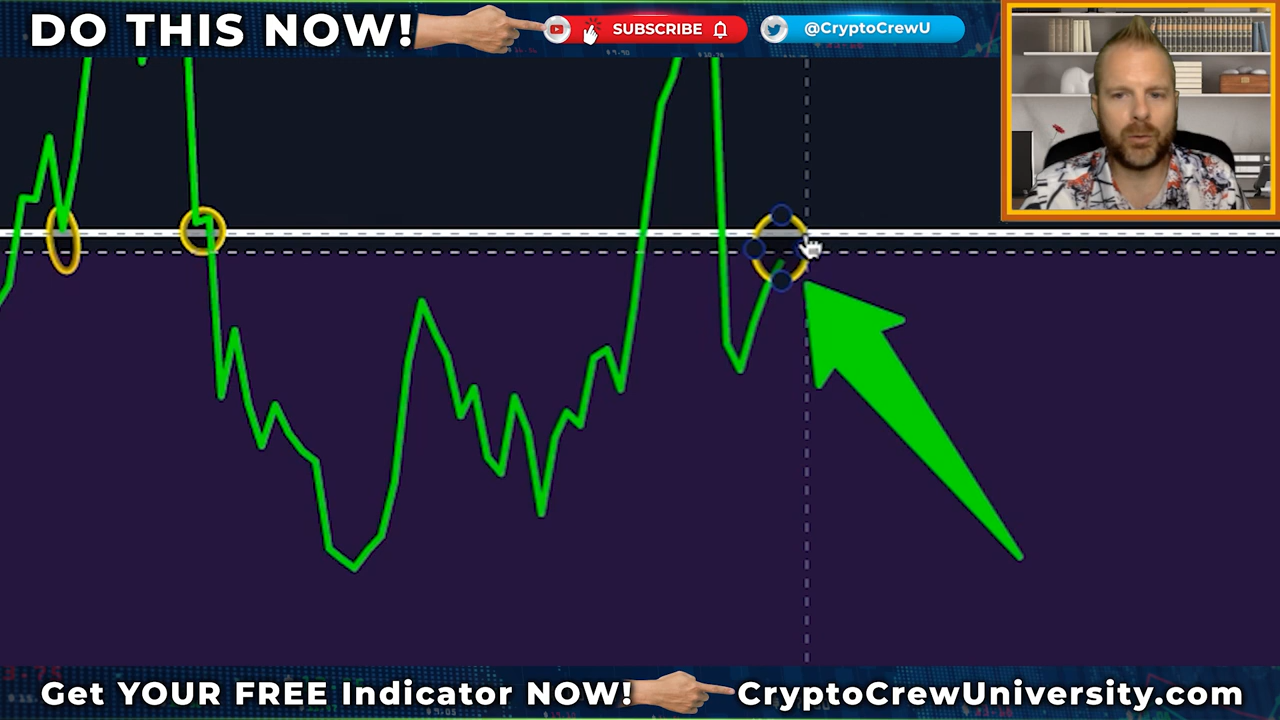 DO THIS NOW!
SUBSCRIBE
@CryptoCrewU
Get YOUR FREE Indicator NOW!
CryptoCrewUniversity.com